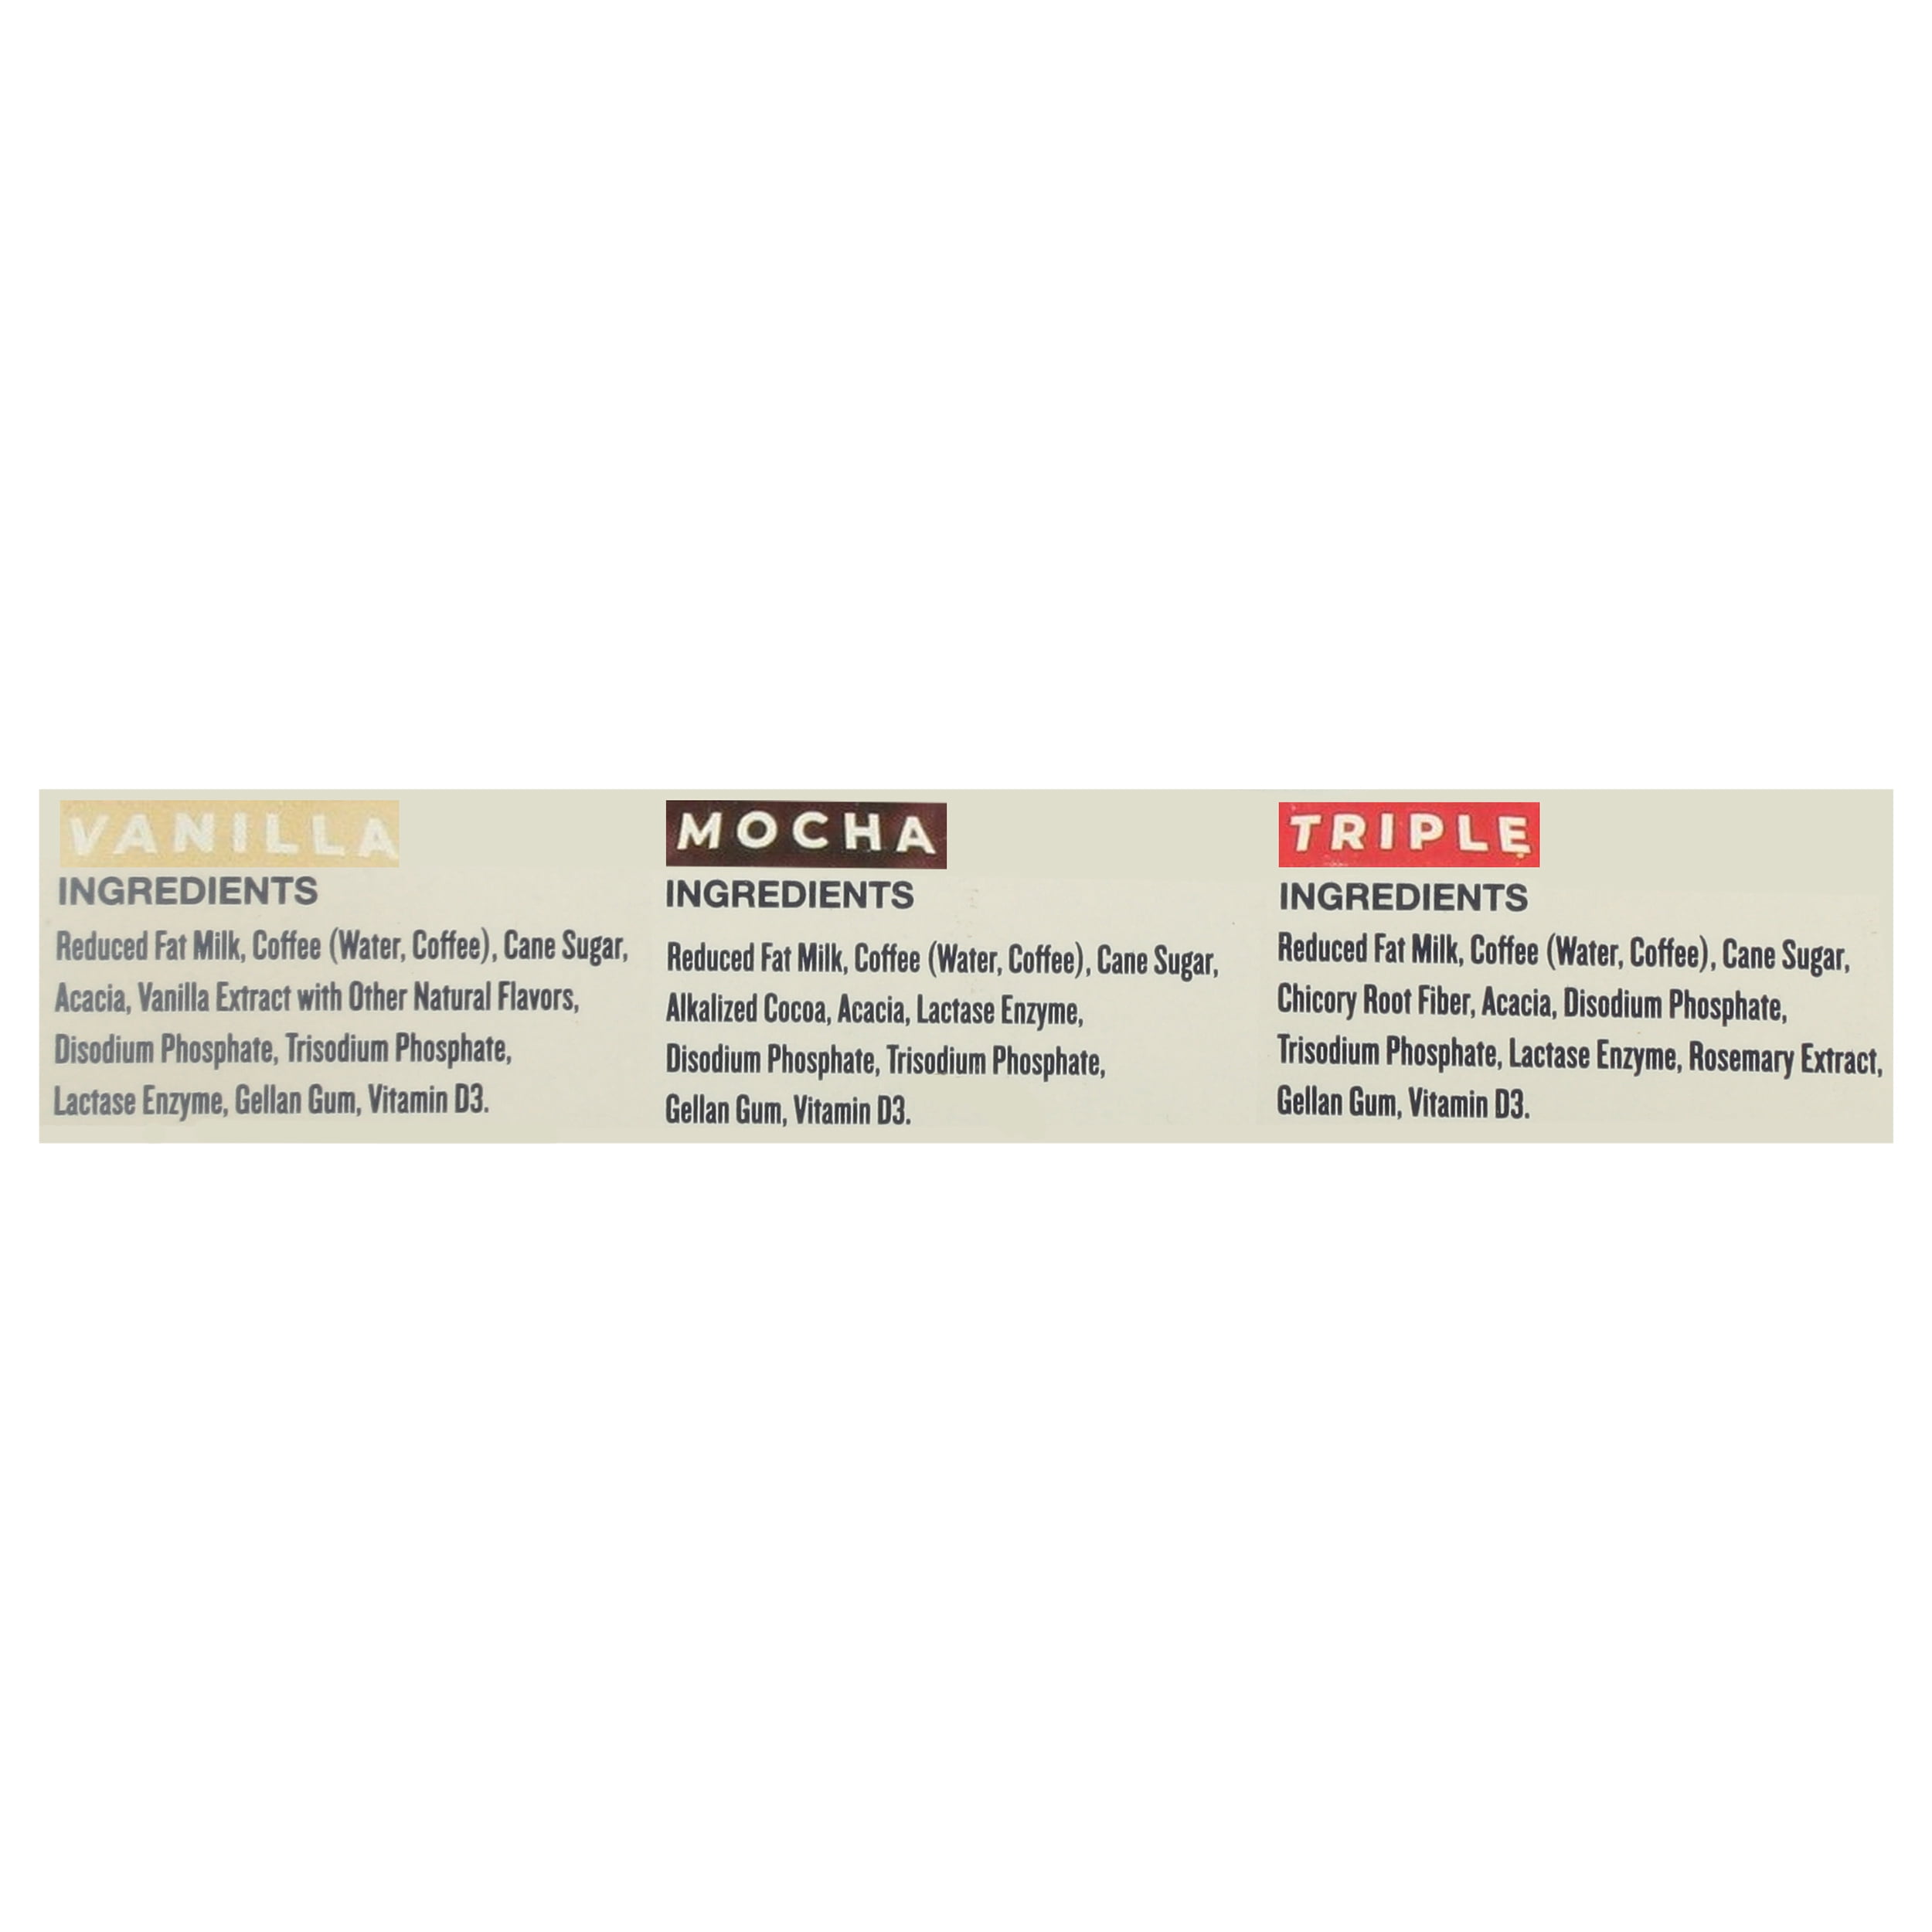 VANILLA
INGREDIENTS
Reduced Fat Milk, Coffee (Water, Coffee), Cane Sugar,
Acacia, Vanilla Extract with Other Natural Flavors,
Disodium Phosphate, Trisodium Phosphate,
Lactase Enzyme, Gellan Gum, Vitamin D3.
MOCHA
INGREDIENTS
Reduced Fat Milk, Coffee (Water, Coffee), Cane Sugar,
Alkalized Cocoa, Acacia, Lactase Enzyme,
Disodium Phosphate, Trisodium Phosphate,
Gellan Gum, Vitamin D3.
TRIPLE
INGREDIENTS
Reduced Fat Milk, Coffee (Water, Coffee), Cane Sugar,
Chicory Root Fiber, Acacia, Disodium Phosphate,
Trisodium Phosphate, Lactase Enzyme, Rosemary Extract,
Gellan Gum, Vitamin D3.